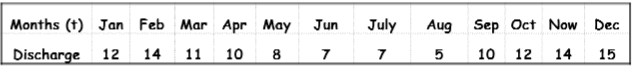 Months (t) Jan Feb Mar Apr May Jun July Aug Sep Oct Now Dec
Discharge 12 14 11 10 8 7 7 5 10 12 14 15